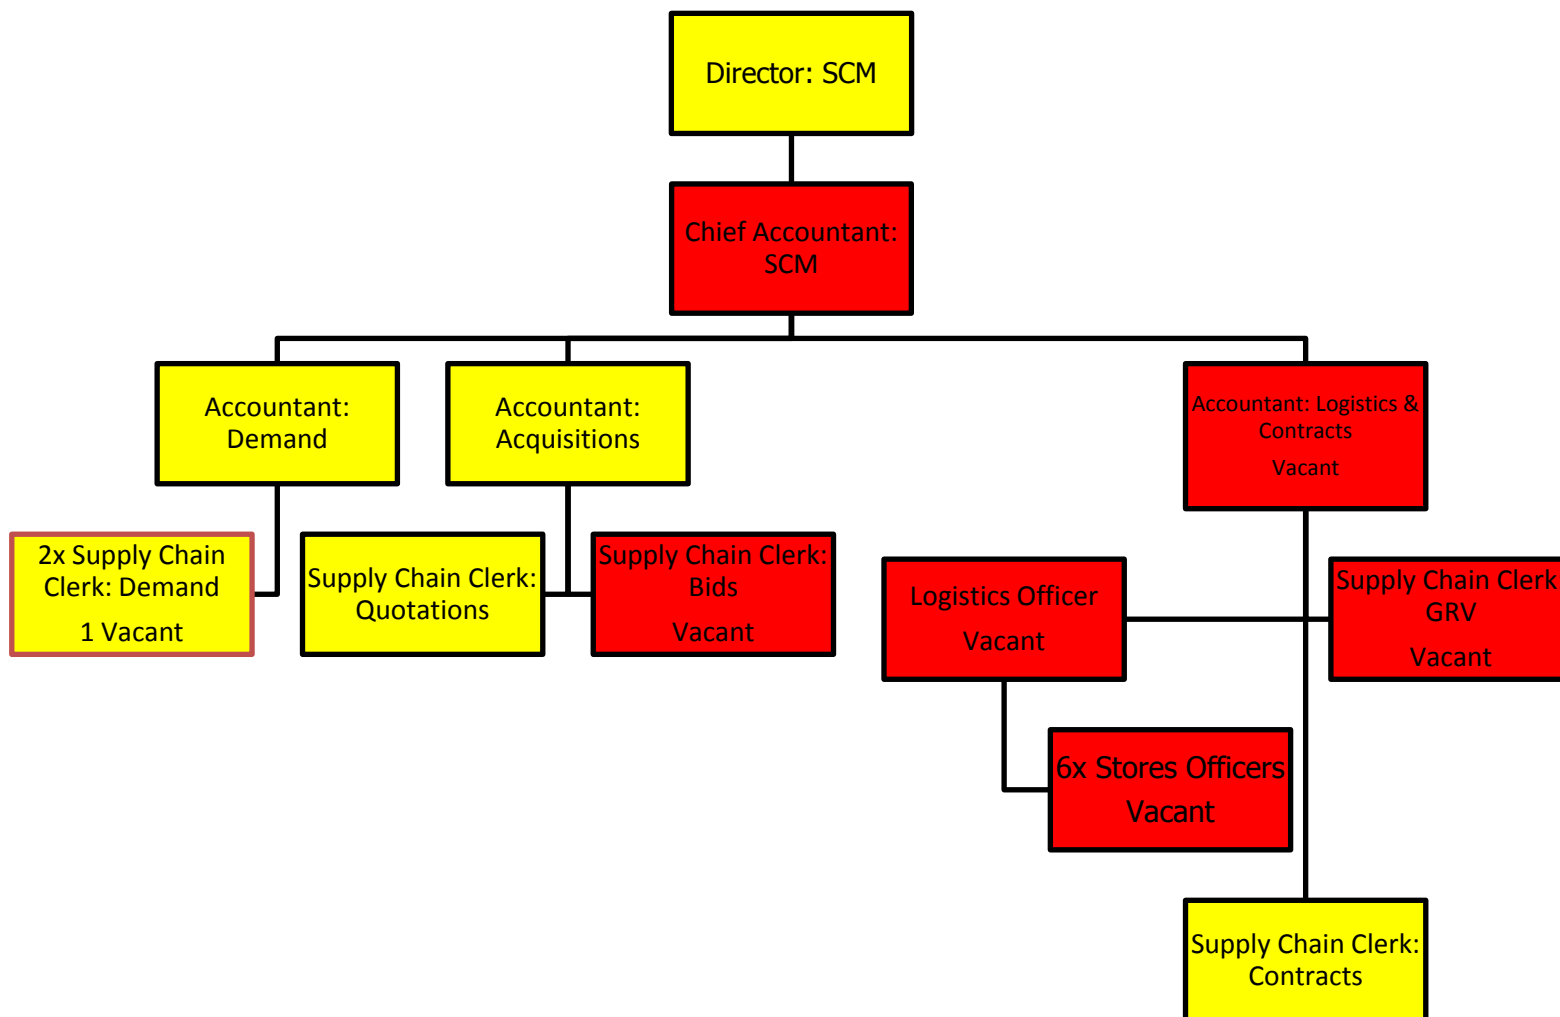 Director: SCM
Chief Accountant:
SCM
Accountant:
Demand
Accountant:
Acquisitions
Accountant: Logistics &
Contracts
Vacant
2x Supply Chain
Clerk: Demand
1 Vacant
Supply Chain Clerk:
Quotations
Supply Chain Clerk:
Bids
Vacant
Logistics Officer
Vacant
Supply Chain Clerk
GRV
Vacant
6x Stores Officers
Vacant
Supply Chain Clerk:
Contracts